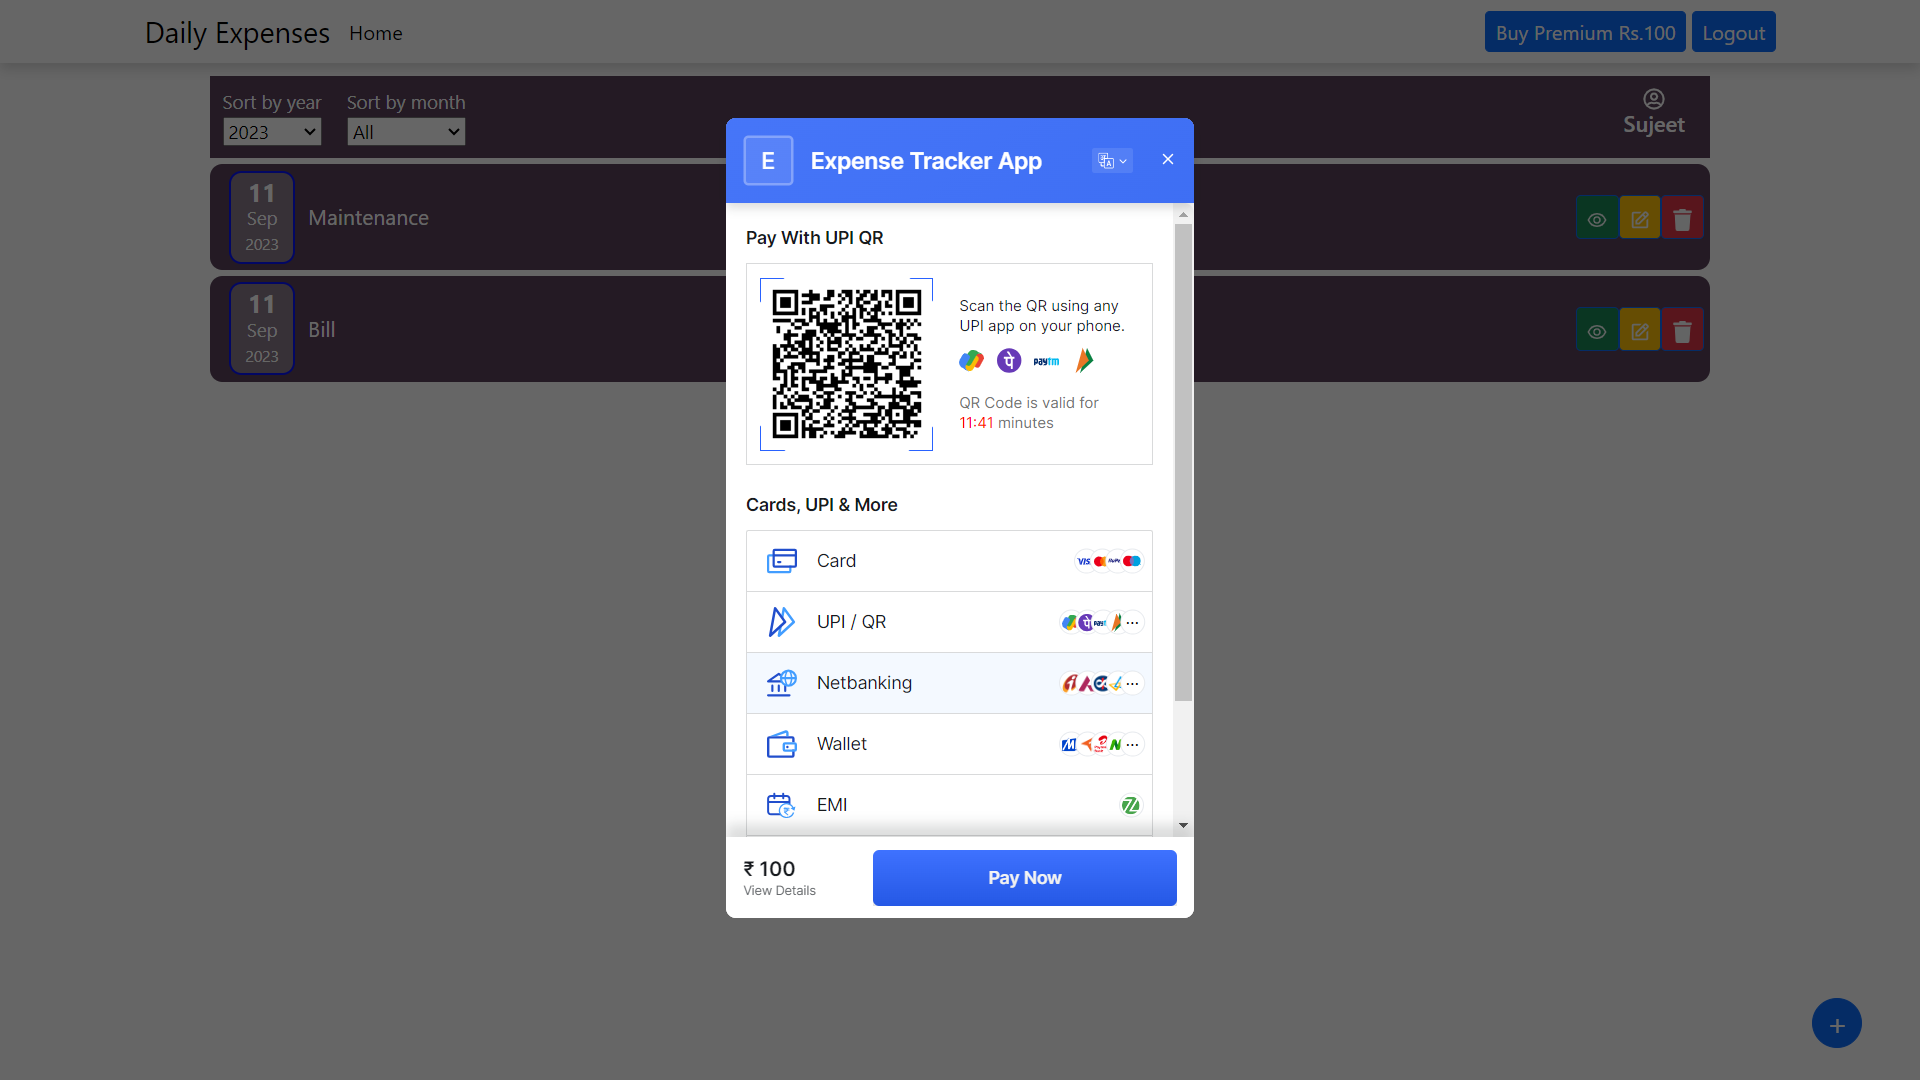 Daily Expenses Home Buy Premium Rs.100 Logout
Sort by year Sort by month
2023 All
Sujeet
11
Sep
2023
Maintenance
11
Sep
2023
Bill
E Expense Tracker App
Pay With UPI QR
Scan the QR using any
UPI app on your phone.
paytm
QR Code is valid for
11:41 minutes
Cards, UPI & More
Card VISA RuPay
UPI / QR
Netbanking
Wallet
EMI
₹ 100
View Details
Pay Now
+